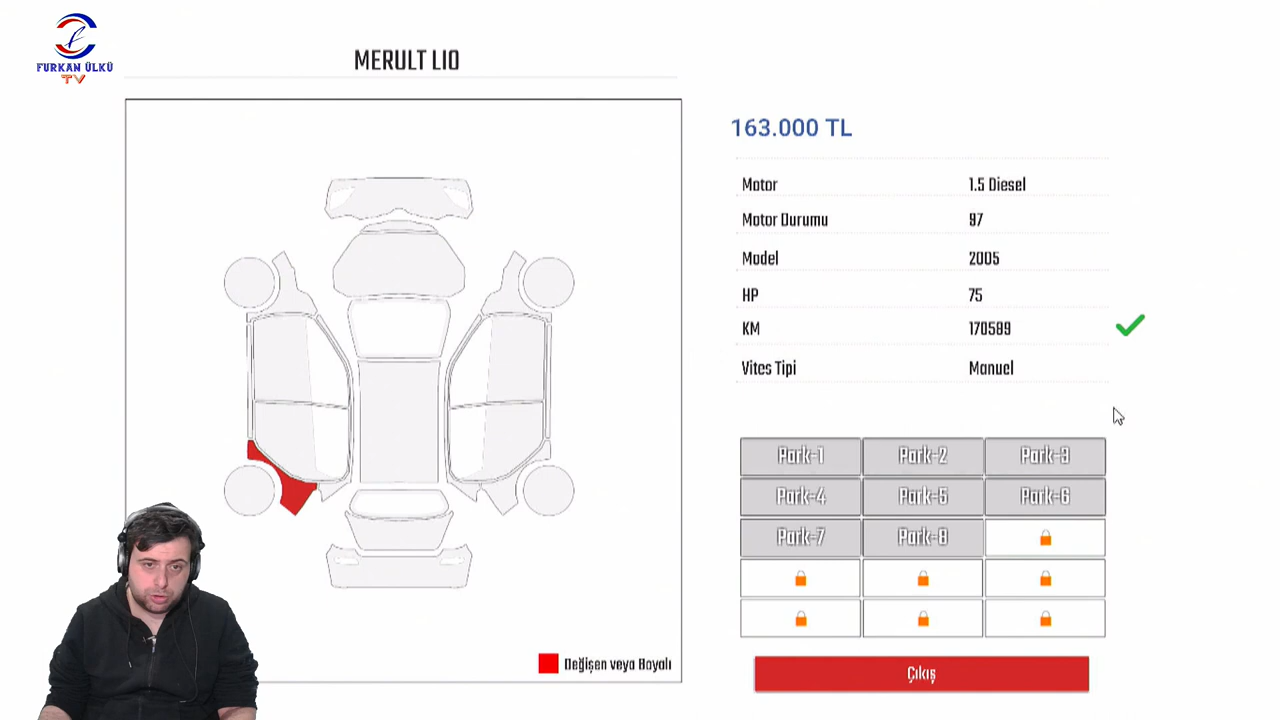 FURKAN ÜLKÜ
TV
MERULT LIO
163.000 TL
Motor 1.5 Diesel
Motor Durumu 97
Model 2005
HP 75
KM 170589
Vites Tipi Manuel
Park-1 Park-2 Park-3
Park-4 Park-5 Park-6
Park-7 Park-8
Değişen veya Boyalı
Çıkış